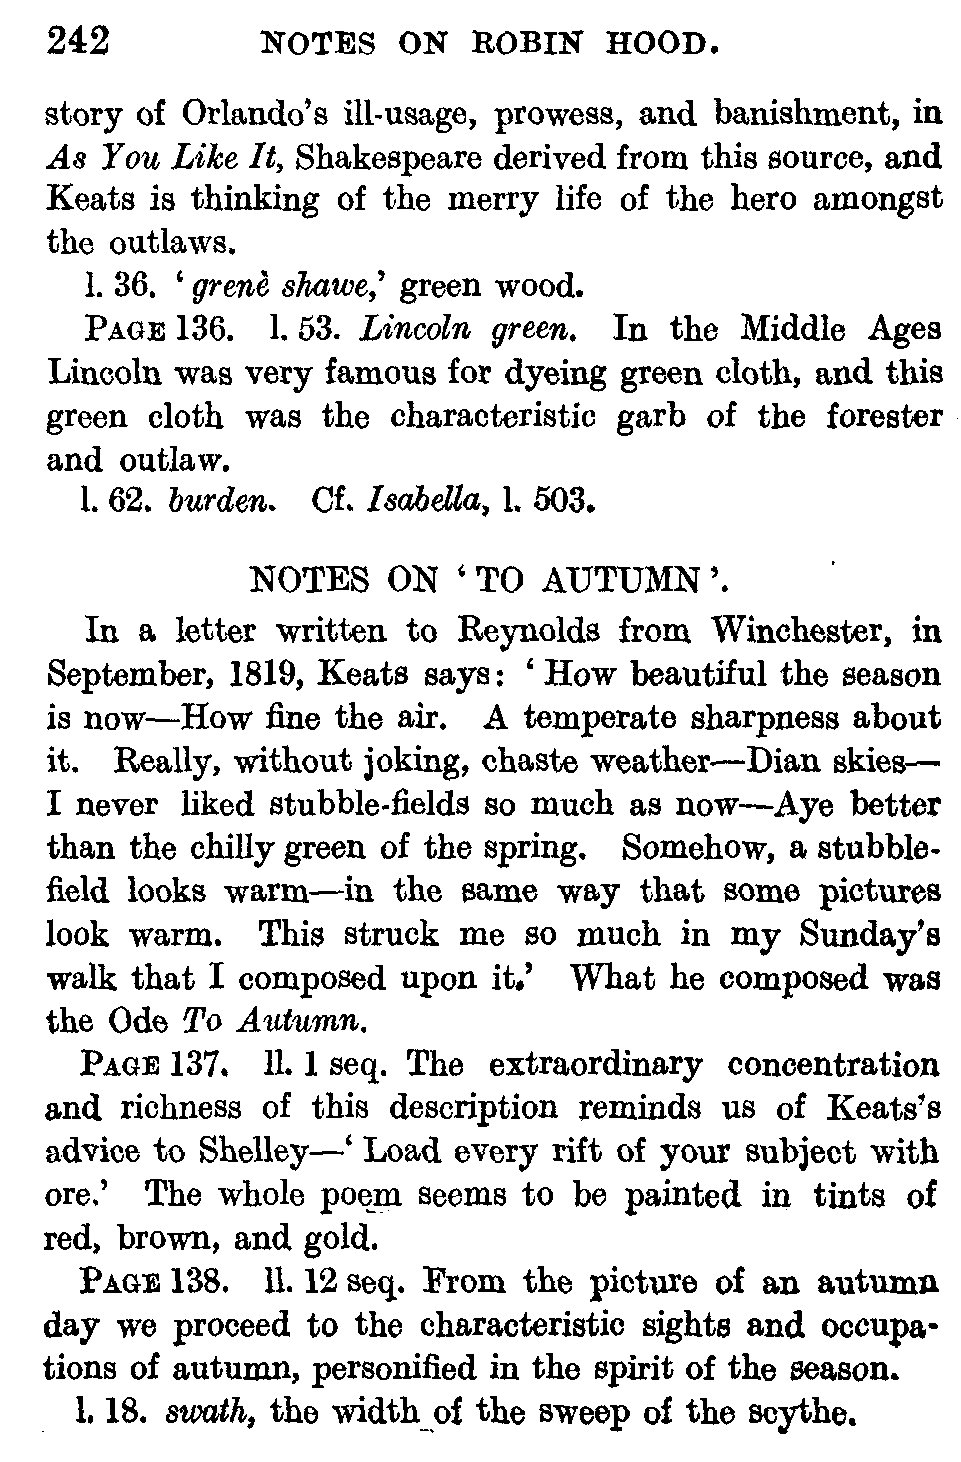 242 NOTES ON ROBIN HOOD.
story of Orlando's ill-usage, prowess, and banishment, in
As You Like It, Shakespeare derived from this source, and
Keats is thinking of the merry life of the hero amongst
the outlaws.
l. 36. ‘grenè shawe,’ green wood.
PAGE 136. l. 53. Lincoln green. In the Middle Ages
Lincoln was very famous for dyeing green cloth, and this
green cloth was the characteristic garb of the forester
and outlaw.
l. 62. burden. Cf. Isabella, l. 503.
NOTES ON ‘TO AUTUMN’.
In a letter written to Reynolds from Winchester, in
September, 1819, Keats says: ‘How beautiful the season
is now—How fine the air. A temperate sharpness about
it. Really, without joking, chaste weather—Dian skies—
I never liked stubble-fields so much as now—Aye better
than the chilly green of the spring. Somehow, a stubble-
field looks warm—in the same way that some pictures
look warm. This struck me so much in my Sunday's
walk that I composed upon it.’ What he composed was
the Ode To Autumn.
PAGE 137. ll. 1 seq. The extraordinary concentration
and richness of this description reminds us of Keats's
advice to Shelley—‘Load every rift of your subject with
ore.’ The whole poem seems to be painted in tints of
red, brown, and gold.
PAGE 138. ll. 12 seq. From the picture of an autumn
day we proceed to the characteristic sights and occupa-
tions of autumn, personified in the spirit of the season.
l. 18. swath, the width of the sweep of the scythe.